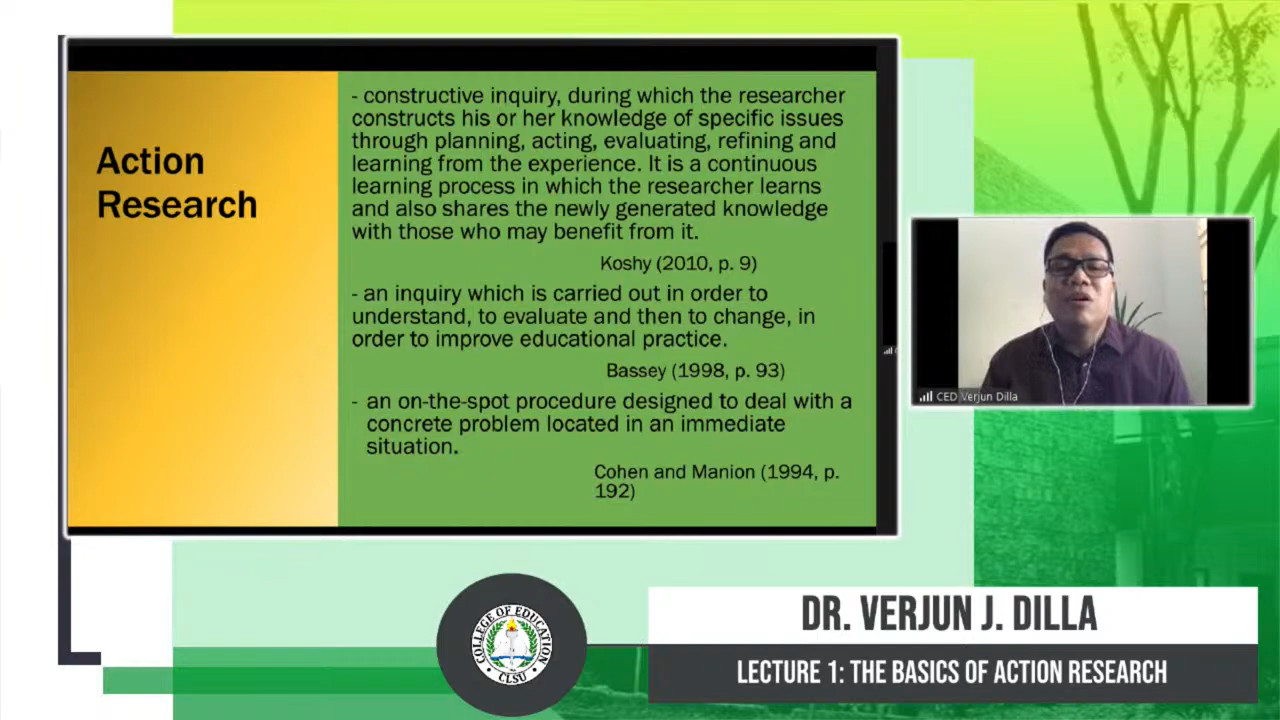 Action
Research
- constructive inquiry, during which the researcher
constructs his or her knowledge of specific issues
through planning, acting, evaluating, refining and
learning from the experience. It is a continuous
learning process in which the researcher learns
and also shares the newly generated knowledge
with those who may benefit from it.
Koshy (2010, p. 9)
- an inquiry which is carried out in order to
understand, to evaluate and then to change, in
order to improve educational practice.
Bassey (1998, p. 93)
- an on-the-spot procedure designed to deal with a
concrete problem located in an immediate
situation.
Cohen and Manion (1994, p.
192)
CED Verjun Dilla
COLLEGE OF EDUCATION
CLSU
DR. VERJUN J. DILLA
LECTURE 1: THE BASICS OF ACTION RESEARCH